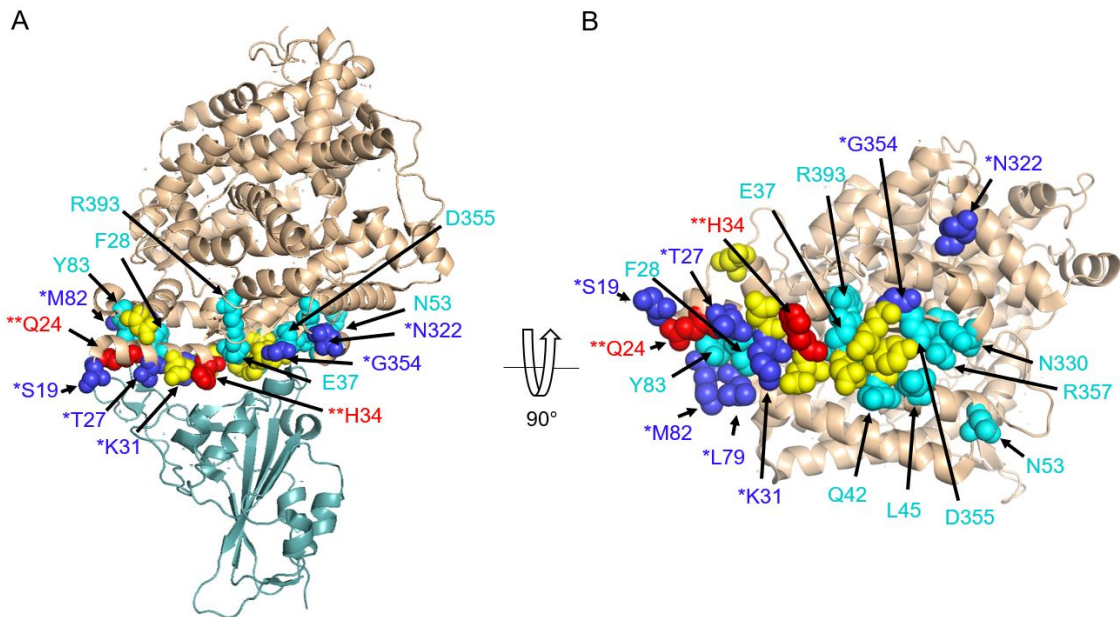 A
R393
D355
F28
Y83
*M82
**Q24
*S19
*T27
*K31
N53
*N322
*G354
E37
**H34
90°
B
*G354
*N322
R393
E37
**H34
*T27
F28
*S19
**Q24
Y83
*M82
*L79
*K31
Q42
L45
D355
N53
R357
N330